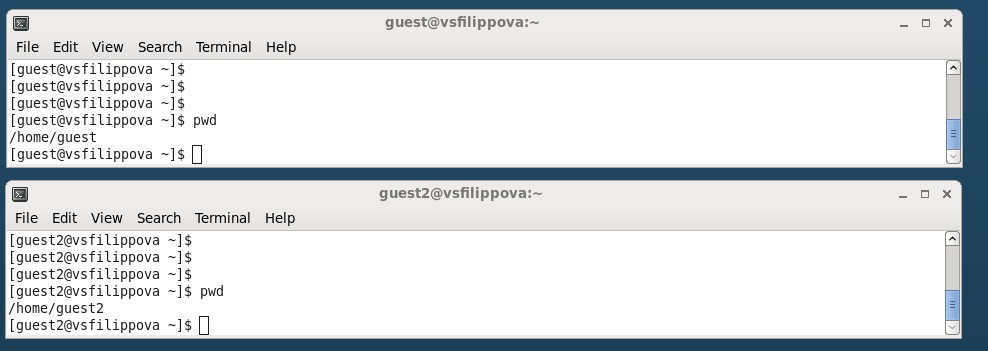 guest@vsfilippova:~
File Edit View Search Terminal Help
[guest@vsfilippova ~]$
[guest@vsfilippova ~]$
[guest@vsfilippova ~]$
[guest@vsfilippova ~]$ pwd
/home/guest
[guest@vsfilippova ~]$
guest2@vsfilippova:~
File Edit View Search Terminal Help
[guest2@vsfilippova ~]$
[guest2@vsfilippova ~]$
[guest2@vsfilippova ~]$
[guest2@vsfilippova ~]$ pwd
/home/guest2
[guest2@vsfilippova ~]$